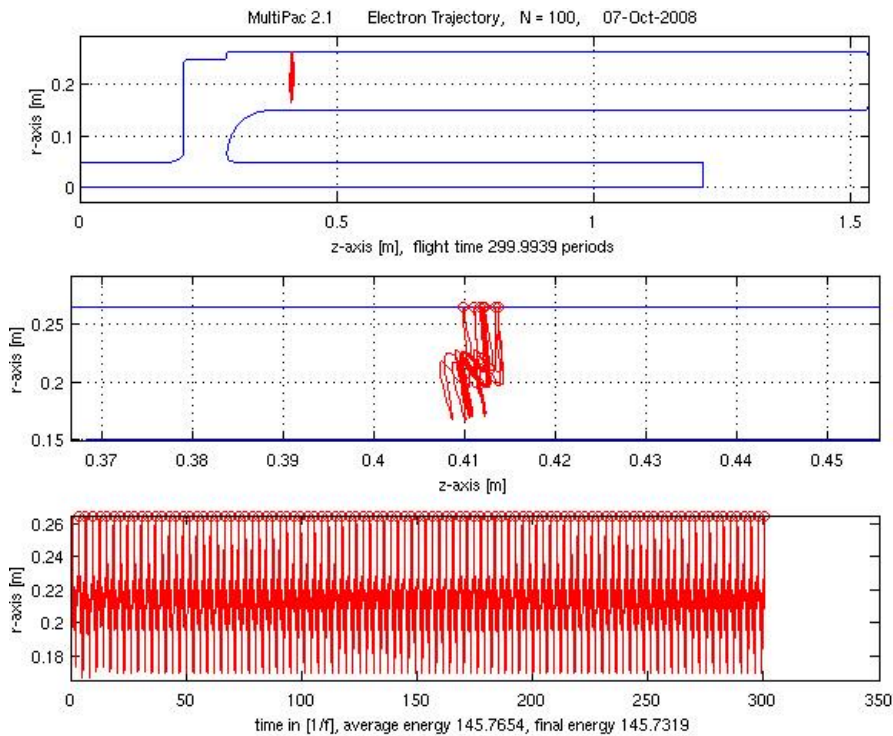 MultiPac 2.1 Electron Trajectory, N = 100, 07-Oct-2008
r-axis [m]
0.2
0.1
0
0 0.5 1 1.5
z-axis [m], flight time 299.9939 periods
r-axis [m]
0.25
0.2
0.15
0.37 0.38 0.39 0.4 0.41 0.42 0.43 0.44 0.45
z-axis [m]
r-axis [m]
0.26
0.24
0.22
0.2
0.18
0 50 100 150 200 250 300 350
time in [1/f], average energy 145.7654, final energy 145.7319